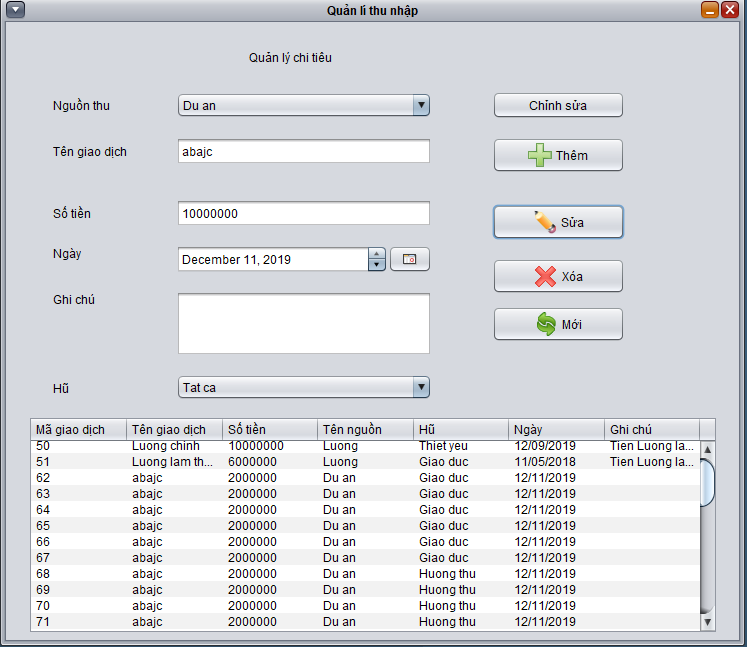 Quản lí thu nhập
Quản lý chi tiêu
Nguồn thu Du an Chỉnh sửa
Tên giao dịch abajc Thêm
Số tiền 10000000 Sửa
Ngày December 11, 2019
Xóa
Ghi chú
Mới
Hũ Tat ca
Mã giao dịch Tên giao dịch Số tiền Tên nguồn Hũ Ngày Ghi chú
50 Luong chinh 10000000 Luong Thiet yeu 12/09/2019 Tien Luong la...
51 Luong lam th... 6000000 Luong Giao duc 11/05/2018 Tien Luong la...
62 abajc 2000000 Du an Giao duc 12/11/2019
63 abajc 2000000 Du an Giao duc 12/11/2019
64 abajc 2000000 Du an Giao duc 12/11/2019
65 abajc 2000000 Du an Giao duc 12/11/2019
66 abajc 2000000 Du an Giao duc 12/11/2019
67 abajc 2000000 Du an Giao duc 12/11/2019
68 abajc 2000000 Du an Huong thu 12/11/2019
69 abajc 2000000 Du an Huong thu 12/11/2019
70 abajc 2000000 Du an Huong thu 12/11/2019
71 abajc 2000000 Du an Huong thu 12/11/2019